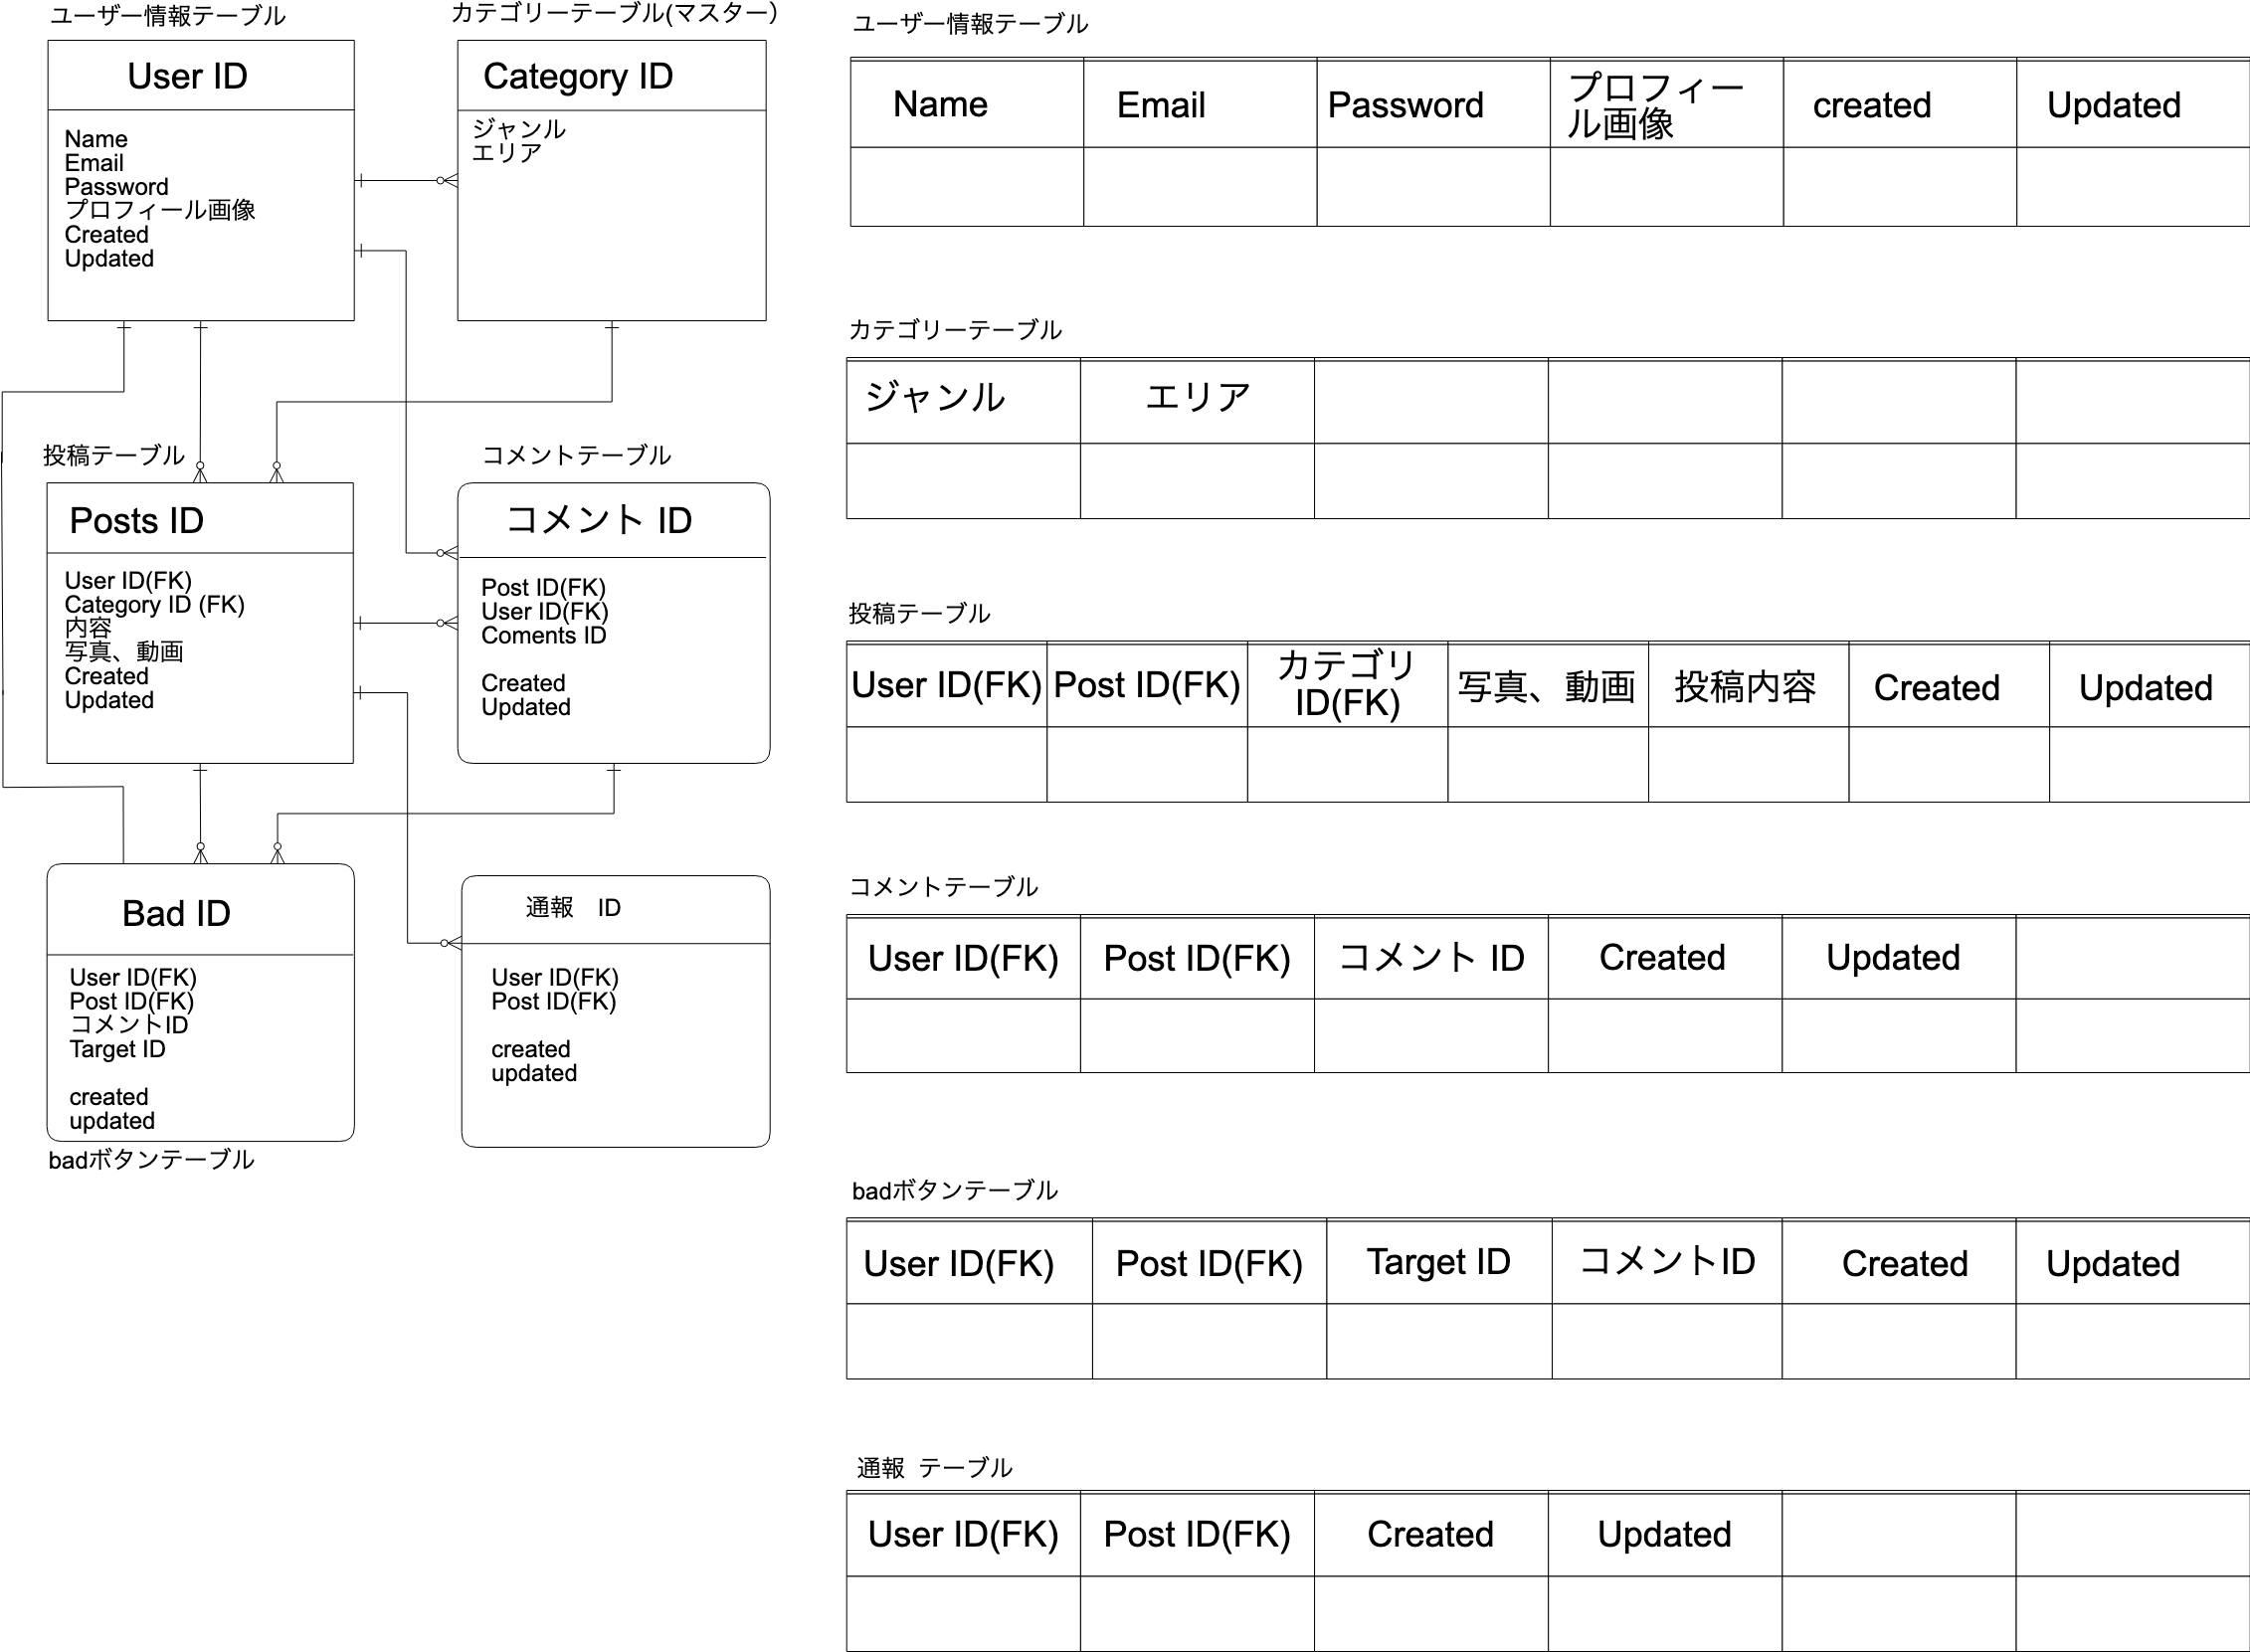 ユーザー情報テーブル
User ID
Name
Email
Password
プロフィール画像
Created
Updated
カテゴリーテーブル(マスター）
Category ID
ジャンル
エリア
投稿テーブル
Posts ID
User ID(FK)
Category ID (FK)
内容
写真、動画
Created
Updated
コメントテーブル
コメント ID
Post ID(FK)
User ID(FK)
Coments ID
Created
Updated
Bad ID
User ID(FK)
Post ID(FK)
コメントID
Target ID
created
updated
badボタンテーブル
通報　ID
User ID(FK)
Post ID(FK)
created
updated
ユーザー情報テーブル
Name Email Password プロフィー
ル画像 created Updated
カテゴリーテーブル
ジャンル エリア
投稿テーブル
User ID(FK) Post ID(FK) カテゴリ
ID(FK) 写真、動画 投稿内容 Created Updated
コメントテーブル
User ID(FK) Post ID(FK) コメント ID Created Updated
badボタンテーブル
User ID(FK) Post ID(FK) Target ID コメントID Created Updated
通報 テーブル
User ID(FK) Post ID(FK) Created Updated